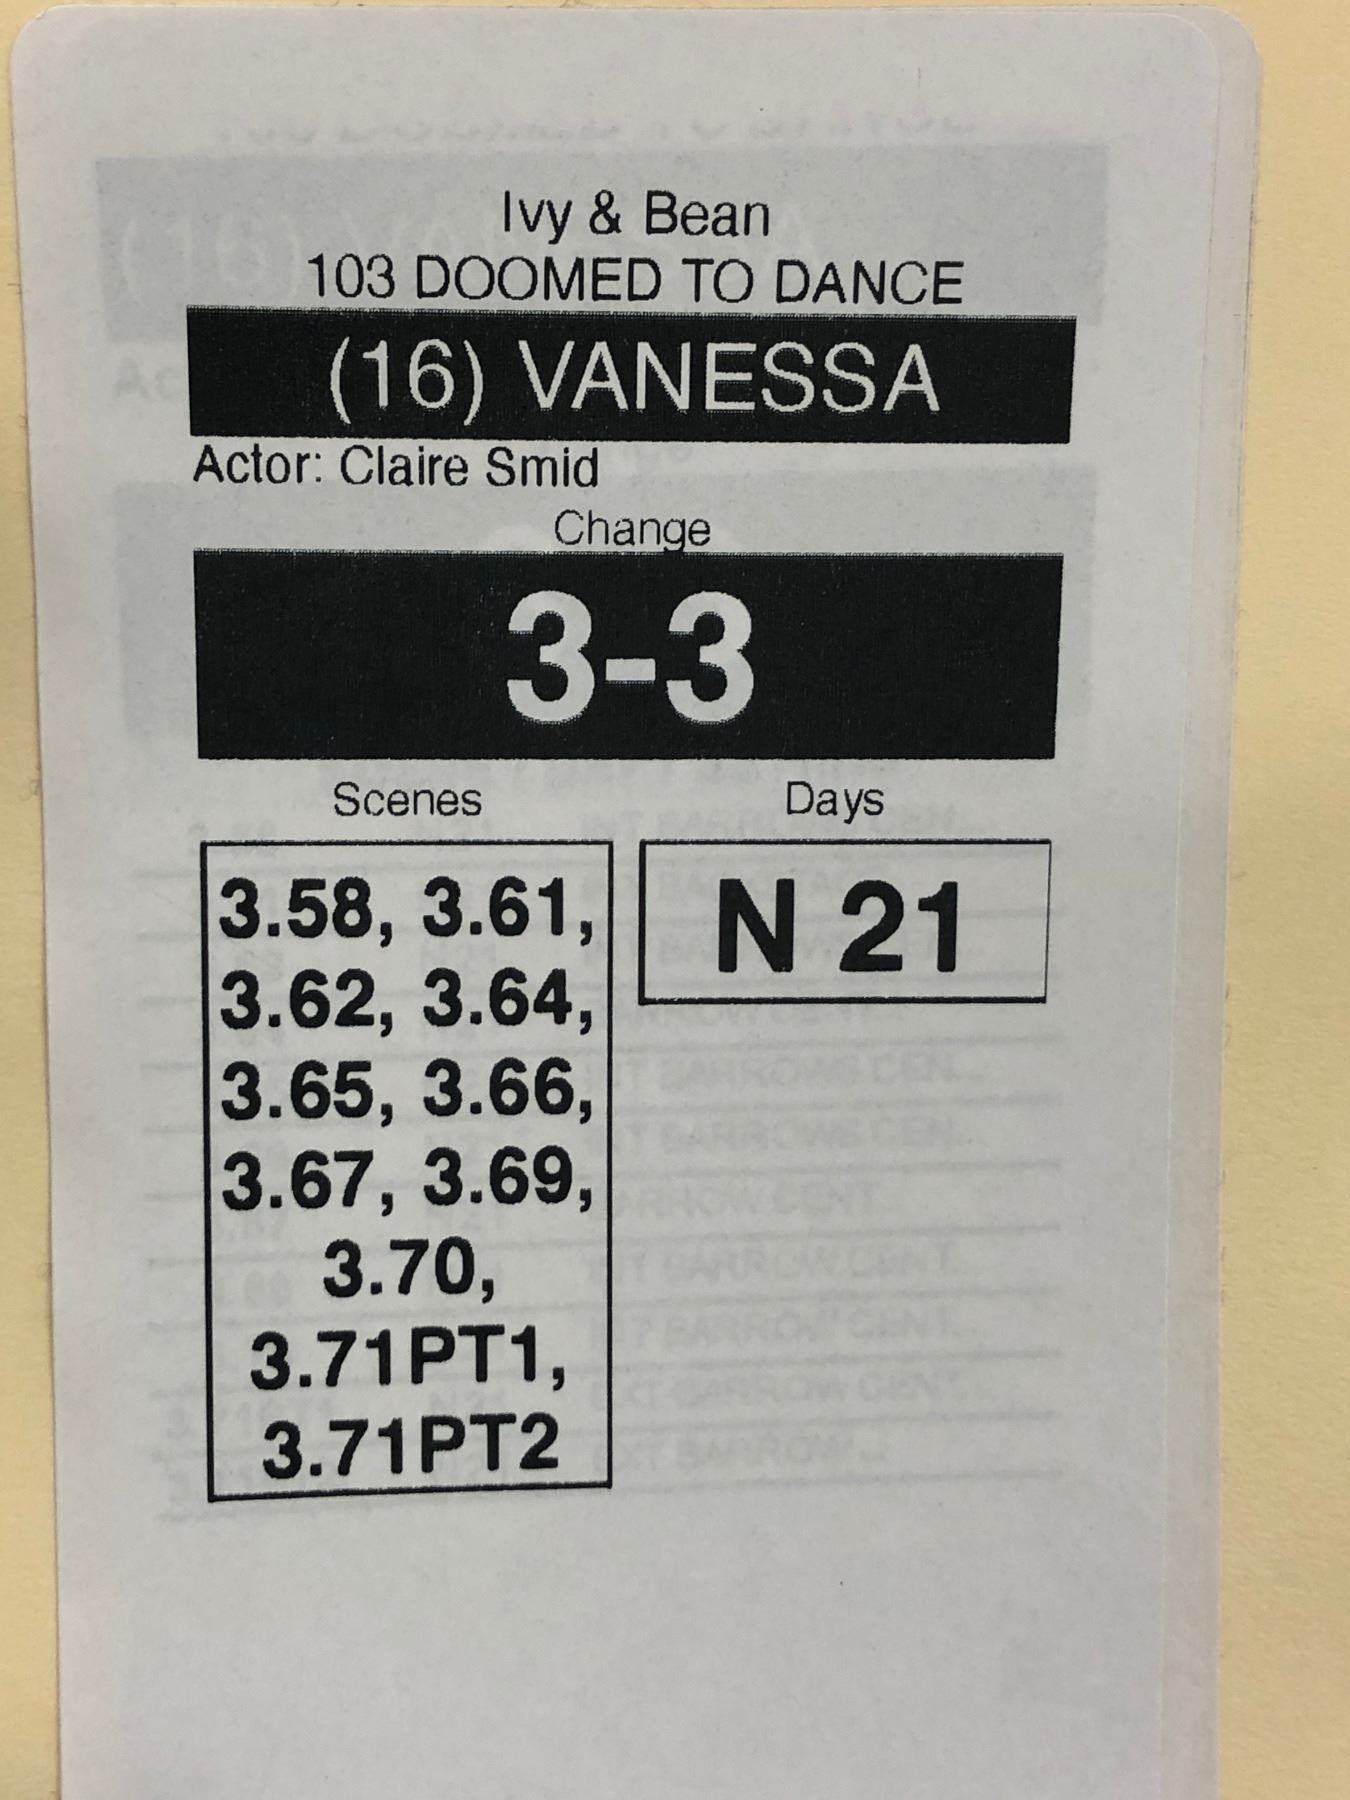 Ivy & Bean
103 DOOMED TO DANCE
(16) VANESSA
Actor: Claire Smid
Change
3-3
Scenes
3.58, 3.61,
3.62, 3.64,
3.65, 3.66,
3.67, 3.69,
3.70,
3.71PT1,
3.71PT2
Days
N 21